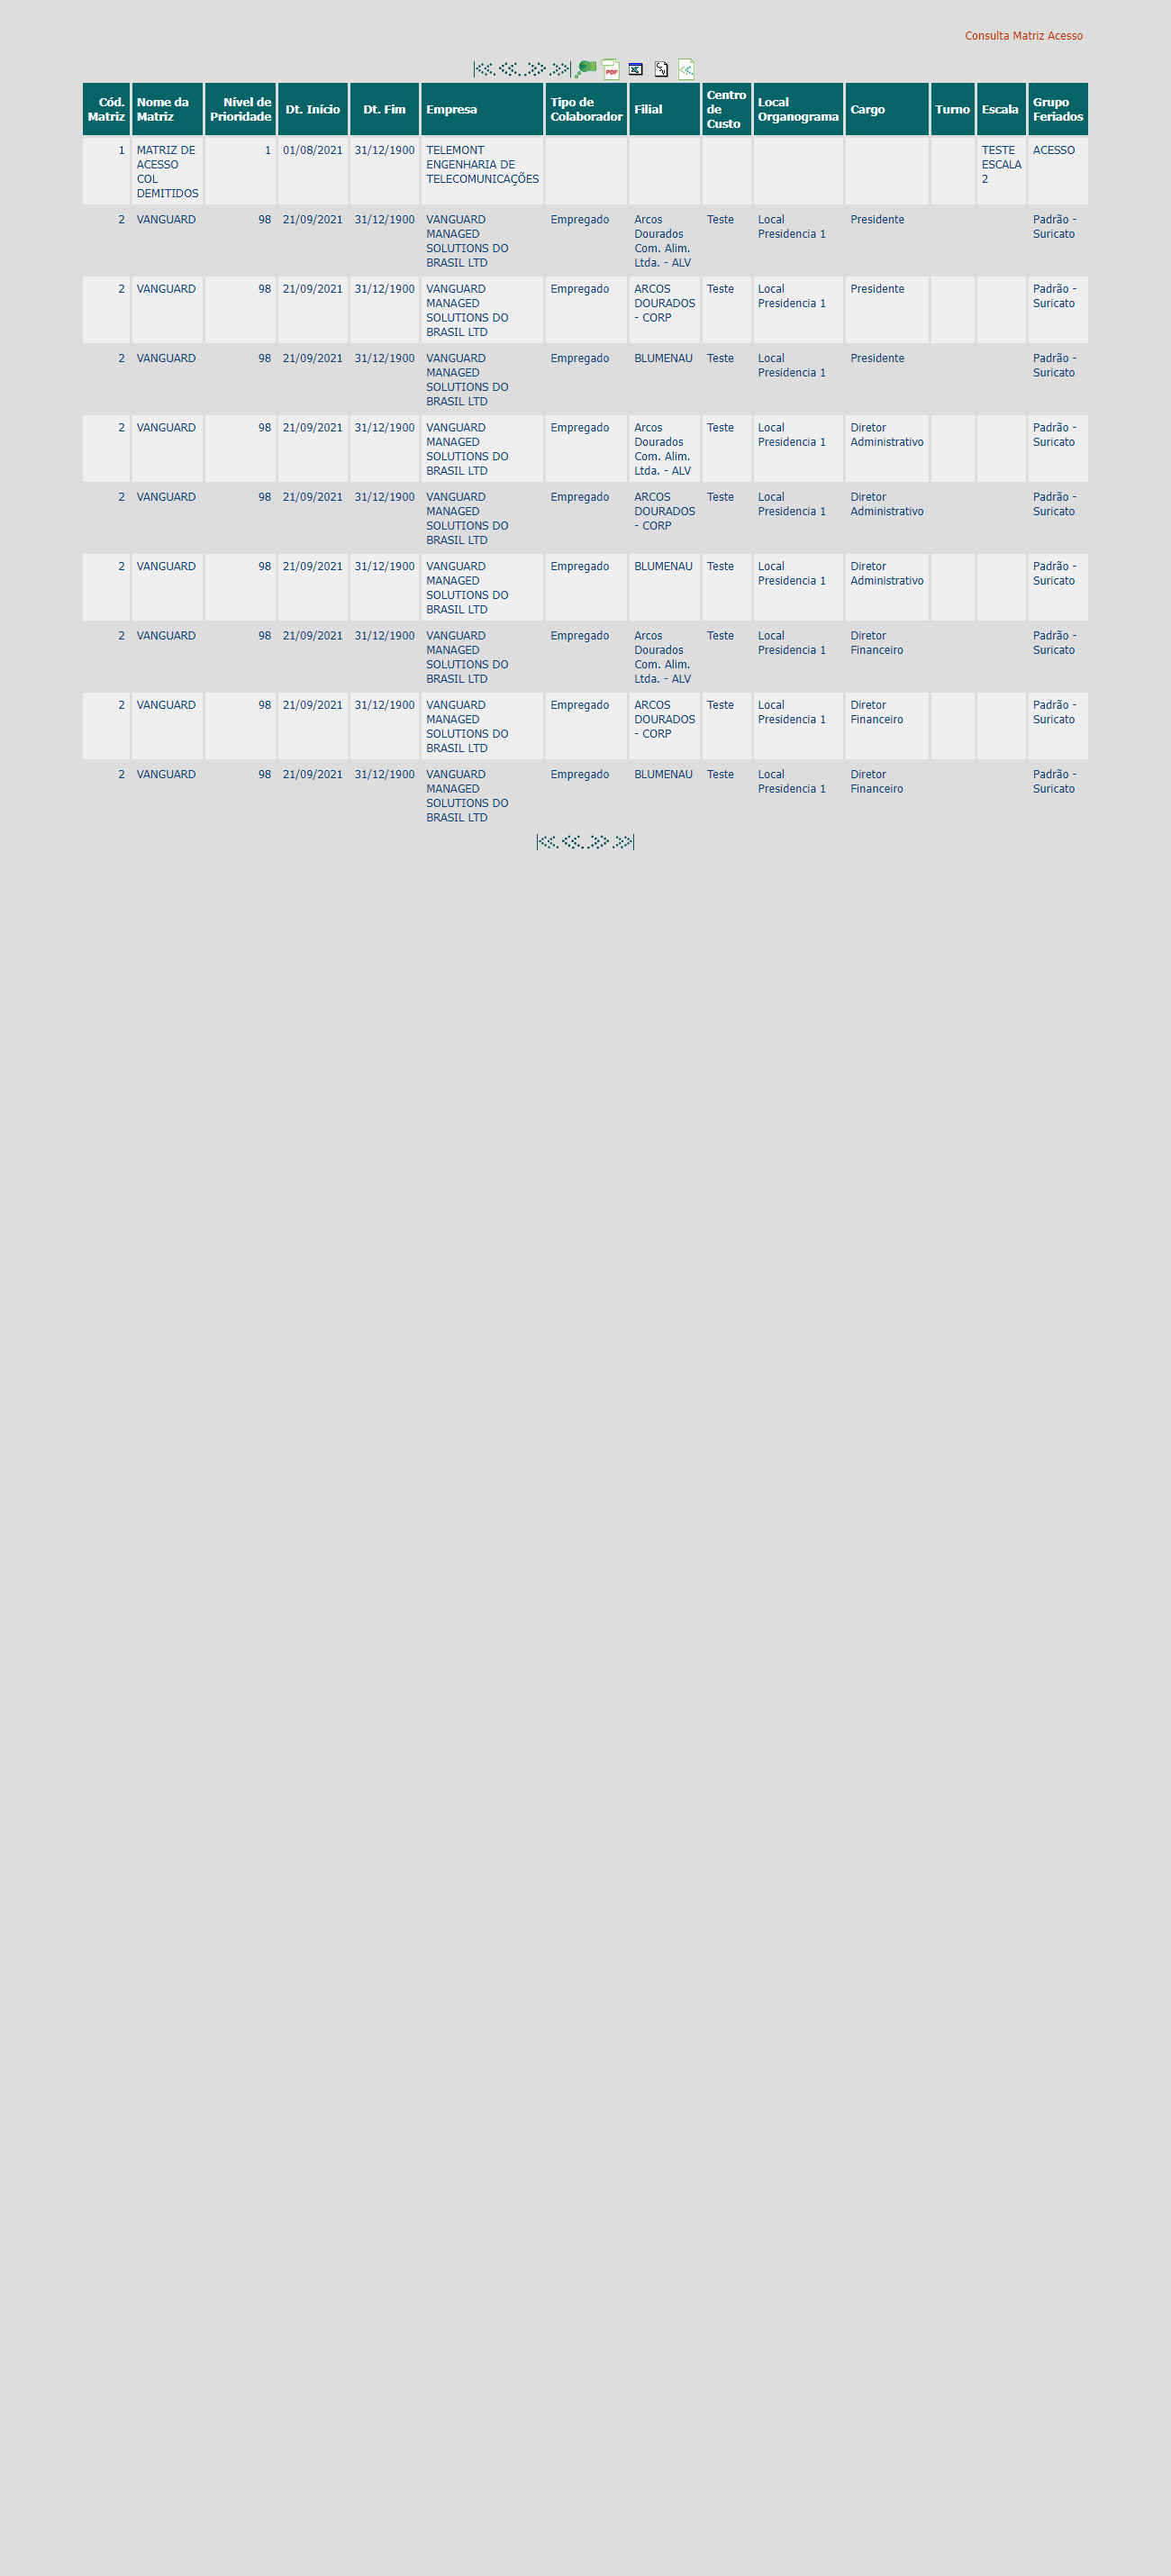 Consulta Matriz Acesso
PDF
Cód. Matriz Nome da Matriz Nível de Prioridade Dt. Início Dt. Fim Empresa Tipo de Colaborador Filial Centro de Custo Local Organograma Cargo Turno Escala Grupo Feriados
1 MATRIZ DE ACESSO COL DEMITIDOS 1 01/08/2021 31/12/1900 TELEMONT ENGENHARIA DE TELECOMUNICAÇÕES TESTE ESCALA 2 ACESSO
2 VANGUARD 98 21/09/2021 31/12/1900 VANGUARD MANAGED SOLUTIONS DO BRASIL LTD Empregado Arcos Dourados Com. Alim. Ltda. - ALV Teste Local Presidencia 1 Presidente Padrão - Suricato
2 VANGUARD 98 21/09/2021 31/12/1900 VANGUARD MANAGED SOLUTIONS DO BRASIL LTD Empregado ARCOS DOURADOS - CORP Teste Local Presidencia 1 Presidente Padrão - Suricato
2 VANGUARD 98 21/09/2021 31/12/1900 VANGUARD MANAGED SOLUTIONS DO BRASIL LTD Empregado BLUMENAU Teste Local Presidencia 1 Presidente Padrão - Suricato
2 VANGUARD 98 21/09/2021 31/12/1900 VANGUARD MANAGED SOLUTIONS DO BRASIL LTD Empregado Arcos Dourados Com. Alim. Ltda. - ALV Teste Local Presidencia 1 Diretor Administrativo Padrão - Suricato
2 VANGUARD 98 21/09/2021 31/12/1900 VANGUARD MANAGED SOLUTIONS DO BRASIL LTD Empregado ARCOS DOURADOS - CORP Teste Local Presidencia 1 Diretor Administrativo Padrão - Suricato
2 VANGUARD 98 21/09/2021 31/12/1900 VANGUARD MANAGED SOLUTIONS DO BRASIL LTD Empregado BLUMENAU Teste Local Presidencia 1 Diretor Administrativo Padrão - Suricato
2 VANGUARD 98 21/09/2021 31/12/1900 VANGUARD MANAGED SOLUTIONS DO BRASIL LTD Empregado Arcos Dourados Com. Alim. Ltda. - ALV Teste Local Presidencia 1 Diretor Financeiro Padrão - Suricato
2 VANGUARD 98 21/09/2021 31/12/1900 VANGUARD MANAGED SOLUTIONS DO BRASIL LTD Empregado ARCOS DOURADOS - CORP Teste Local Presidencia 1 Diretor Financeiro Padrão - Suricato
2 VANGUARD 98 21/09/2021 31/12/1900 VANGUARD MANAGED SOLUTIONS DO BRASIL LTD Empregado BLUMENAU Teste Local Presidencia 1 Diretor Financeiro Padrão - Suricato